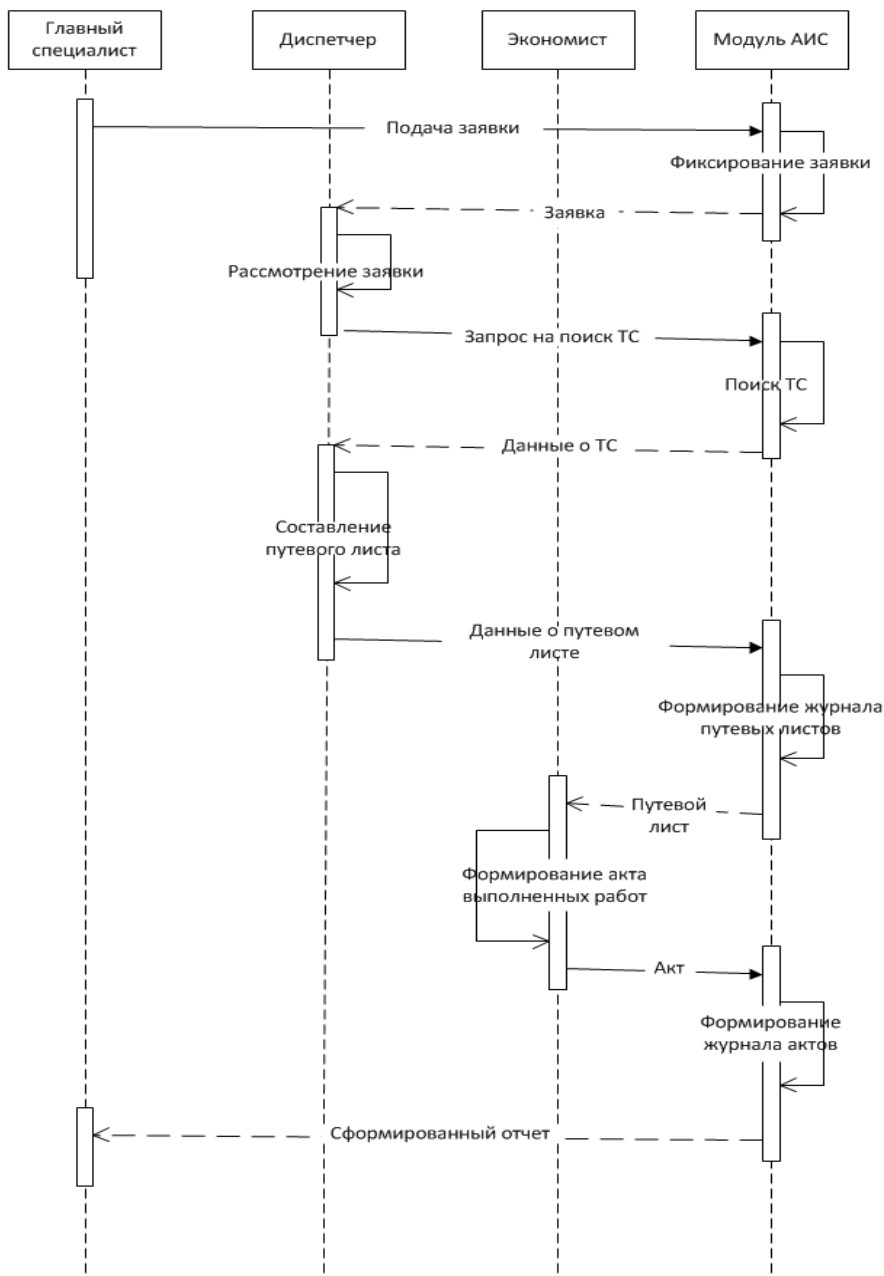 Главный
специалист
Диспетчер
Экономист
Модуль АИС
Подача заявки
Фиксирование заявки
Заявка
Рассмотрение заявки
Запрос на поиск ТС
Поиск ТС
Данные о ТС
Составление
путевого листа
Данные о путевом
листе
Формирование журнала
путевых листов
Путевой
лист
Формирование акта
выполненных работ
Акт
Формирование
журнала актов
Сформированный отчет